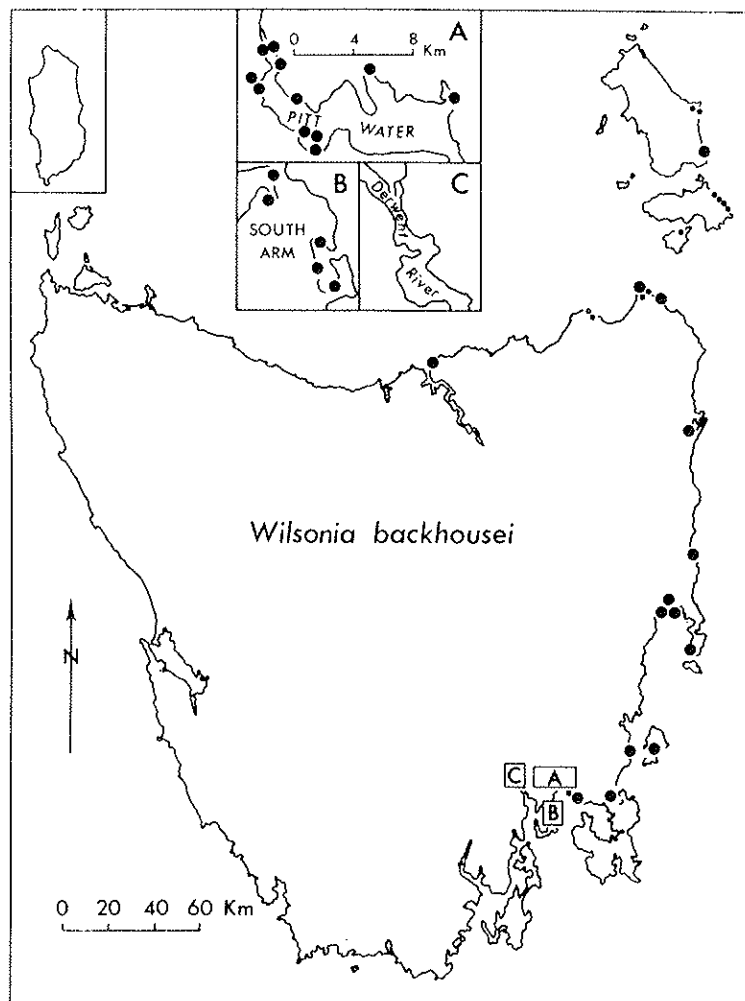 A
0 4 8
Km
PITT
WATER
B
SOUTH
ARM
C
Derwent
River
Wilsonia backhousei
N
C
A
B
0 20 40 60 Km